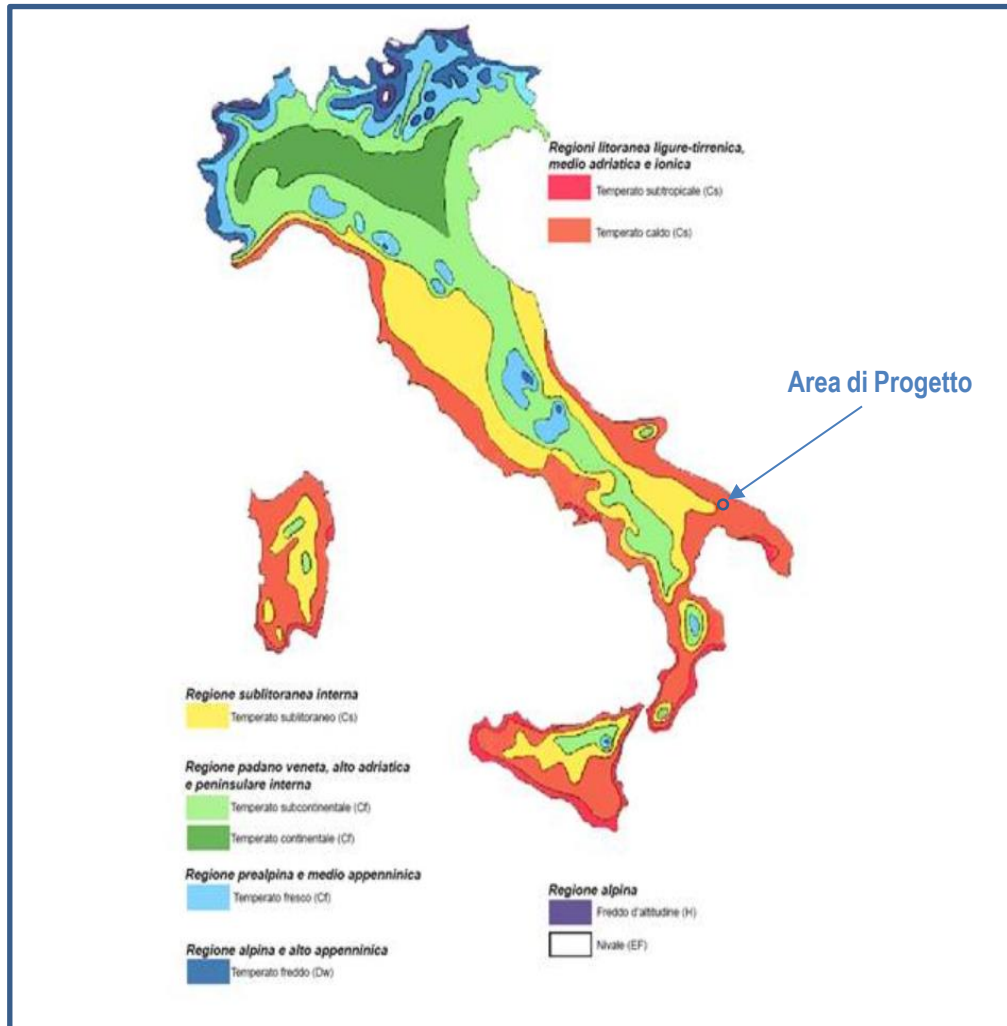 Regioni litoranea ligure-tirrenica,
medio adriatica e ionica
Temperato subtropicale (Cs)
Temperato caldo (Cs)
Area di Progetto
Regione sublitoranea interna
Temperato sublitoraneo (Cs)
Regione padano veneta, alto adriatica
e peninsulare interna
Temperato subcontinentale (Cf)
Temperato continentale (Cf)
Regione prealpina e medio appenninica
Temperato fresco (Cf)
Regione alpina e alto appenninica
Temperato freddo (Dw)
Regione alpina
Freddo d'altitudine (H)
Nivale (EF)